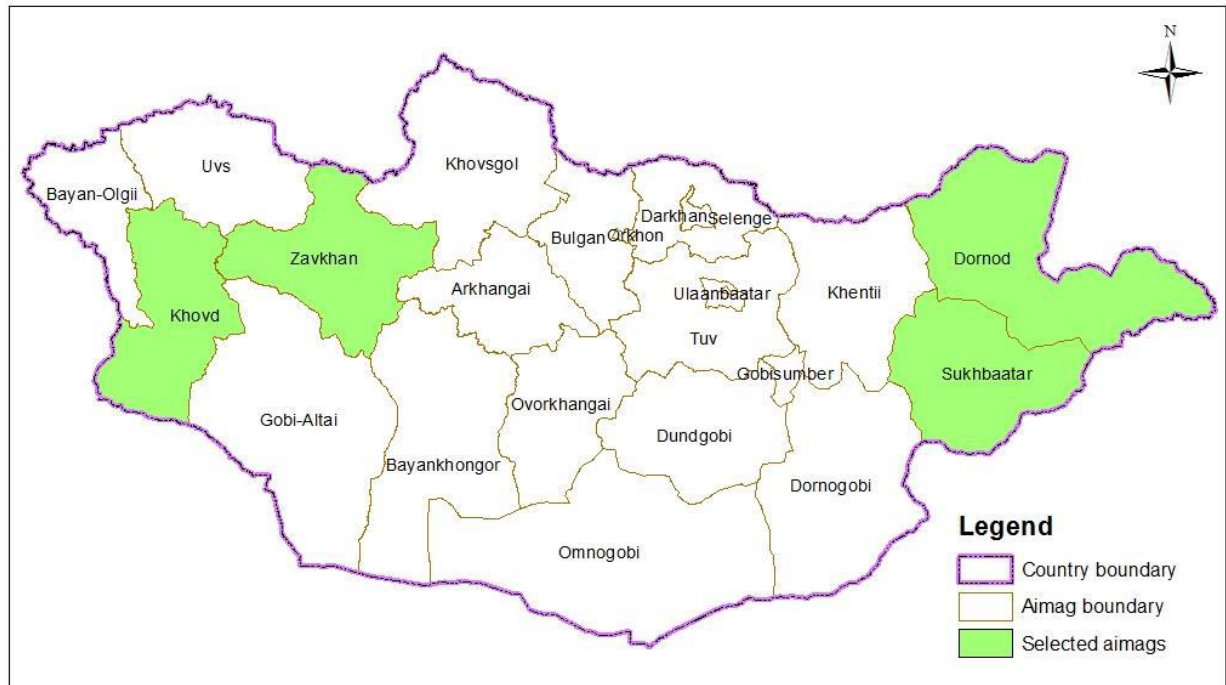 N
Khovsgol
Uvs
Bayan-Olgii
Darkhan
Selenge
Bulgan
Orkhon
Zavkhan
Dornod
Arkhangai
Ulaanbaatar
Khentii
Khovd
Tuv
Gobisumber
Sukhbaatar
Ovorkhangai
Gobi-Altai
Dundgobi
Bayankhongor
Dornogobi
Omnogobi
Legend
Country boundary
Aimag boundary
Selected aimags